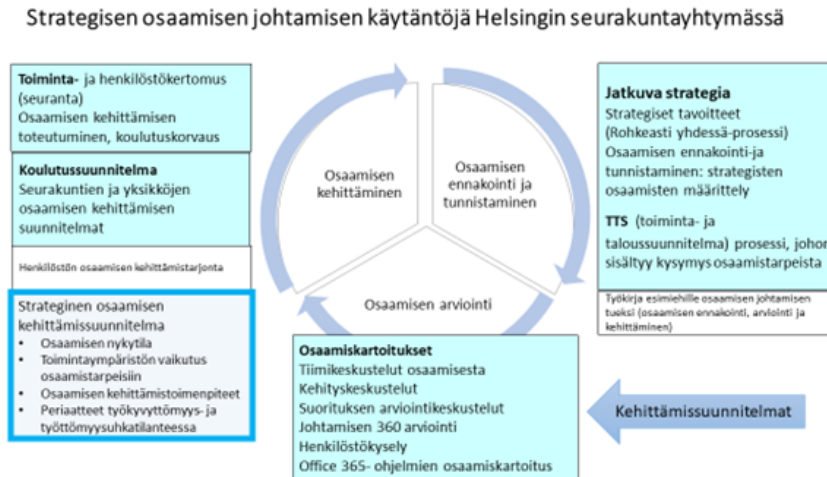 Strategisen osaamisen johtamisen käytäntöjä Helsingin seurakuntayhtymässä
Toiminta- ja henkilöstökertomus
(seuranta)
Osaamisen kehittämisen
toteutuminen, koulutuskorvaus
Koulutussuunnitelma
Seurakuntien ja yksikköjen
osaamisen kehittämisen
suunnitelmat
Henkilöstön osaamisen kehittämistarjonta
Strateginen osaamisen
kehittämissuunnitelma
• Osaamisen nykytila
• Toimintaympäristön vaikutus
osaamistarpeisiin
• Osaamisen kehittämistoimenpiteet
• Periaatteet työkyvyttömyys- ja
työttömyysuhkatilanteessa
Osaamisen
kehittäminen
Osaamisen
ennakointi ja
tunnistaminen
Osaamisen arviointi
Osaamiskartoitukset
Tiimikeskustelut osaamisesta
Kehityskeskustelut
Suorituksen arviointikeskustelut
Johtamisen 360 arviointi
Henkilöstökysely
Office 365- ohjelmien osaamiskartoitus
Jatkuva strategia
Strategiset tavoitteet
(Rohkeasti yhdessä-prosessi)
Osaamisen ennakointi-ja
tunnistaminen: strategisten
osaamisten määrittely
TTS (toiminta- ja
taloussuunnitelma) prosessi, johon
sisältyy kysymys osaamistarpeista
Työkirja esimiehille osaamisen johtamisen
tueksi (osaamisen ennakointi, arviointi ja
kehittäminen)
Kehittämissuunnitelmat